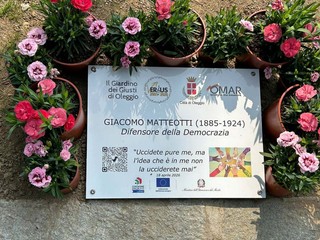 Il Giardino
dei Giusti
di Oleggio
ERAUS
Città di Oleggio
OMAR
GIACOMO MATTEOTTI (1885-1924)
Difensore della Democrazia
"Uccidete pure me, ma
l'idea che è in me non
la ucciderete mai"